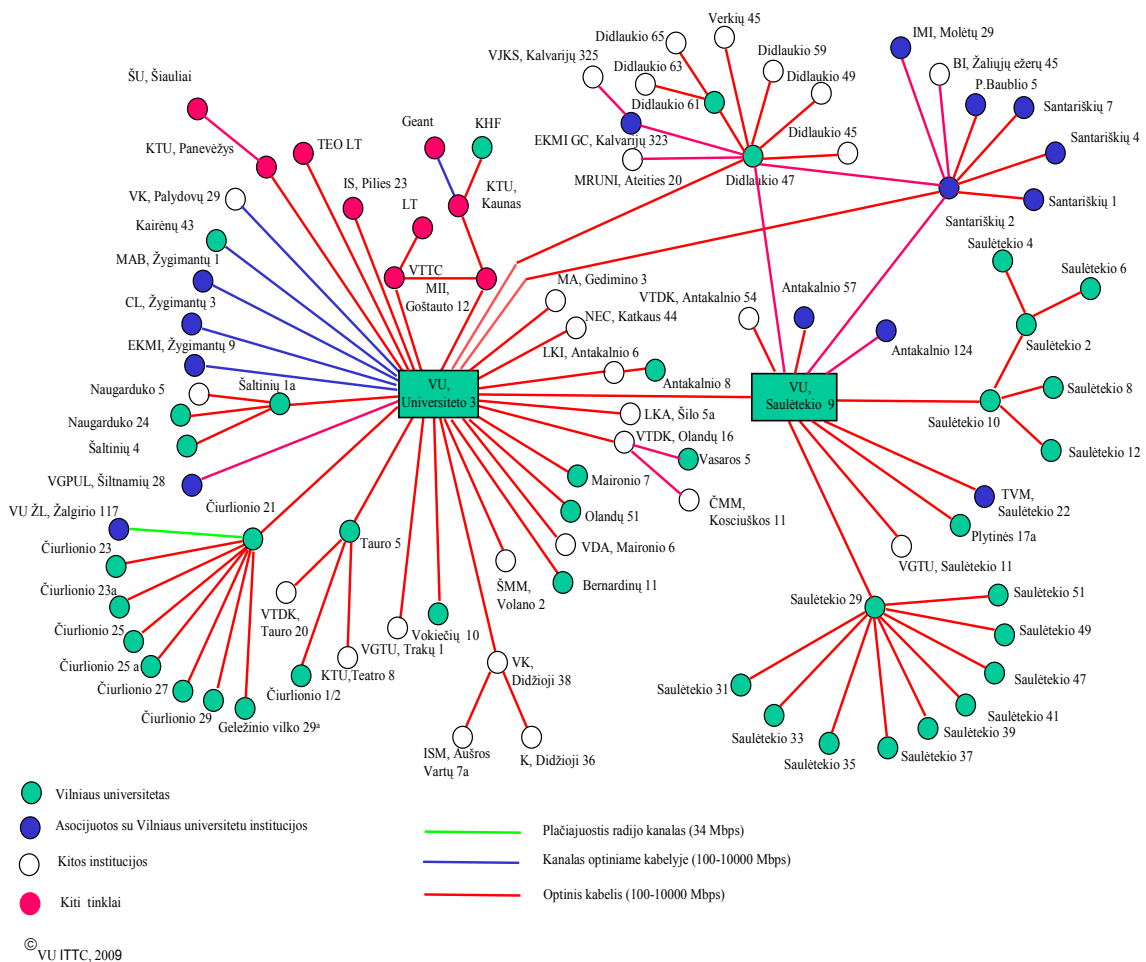 Verkių 45
Didlaukio 65
IMI, Molėtų 29
VJKS, Kalvarijų 325
Didlaukio 59
BI, Žaliųjų ežerų 45
Didlaukio 63
Didlaukio 49
P.Baublio 5
ŠU, Šiauliai
Didlaukio 61
Santariškių 7
Geant
KHF
EKMI GC, Kalvarijų 323
Didlaukio 45
Santariškių 4
KTU, Panevėžys
TEO LT
MRUNI, Ateities 20
Didlaukio 47
Santariškių 1
IS, Pilies 23
KTU,
Kaunas
VK, Palydovų 29
LT
Santariškių 2
Kairėnų 43
Saulėtekio 4
MAB, Žygimantų 1
VTTC
MII,
Goštauto 12
Saulėtekio 6
CL, Žygimantų 3
MA, Gedimino 3
VTDK, Antakalnio 54
Antakalnio 57
EKMI, Žygimantų 9
NEC, Katkaus 44
Saulėtekio 2
Antakalnio 124
LKI, Antakalnio 6
Antakalnio 8
Naugarduko 5
Šaltinių 1a
VU,
Universiteto 3
VU,
Saulėtekio 9
Saulėtekio 8
Naugarduko 24
LKA, Šilo 5a
Saulėtekio 10
Šaltinių 4
VTDK, Olandų 16
Saulėtekio 12
Vasaros 5
VGPUL, Šiltnamių 28
Maironio 7
ČMM,
Kosciuškos 11
TVM,
Saulėtekio 22
Čiurlionio 21
VU ŽL, Žalgirio 117
Olandų 51
Plytinės 17a
Čiurlionio 23
Tauro 5
VDA, Maironio 6
VGTU, Saulėtekio 11
Čiurlionio 23a
ŠMM,
Volano 2
Bernardinų 11
Saulėtekio 51
Saulėtekio 29
VTDK,
Tauro 20
Čiurlionio 25
Vokiečių 10
Saulėtekio 49
VGTU, Trakų 1
Čiurlionio 25 a
KTU,Teatro 8
VK,
Didžioji 38
Saulėtekio 47
Čiurlionio 27
Čiurlionio 1/2
Saulėtekio 31
Čiurlionio 29
Saulėtekio 41
Geležinio vilko 29ª
Saulėtekio 33
Saulėtekio 39
ISM, Aušros
Vartų 7a
K, Didžioji 36
Saulėtekio 35
Saulėtekio 37
Vilniaus universitetas
Asocijuotos su Vilniaus universitetu institucijos
Kitos institucijos
Kiti tinklai
Plačiajuostis radijo kanalas (34 Mbps)
Kanalas optiniame kabelyje (100-10000 Mbps)
Optinis kabelis (100-10000 Mbps)
© VU ITTC, 2009